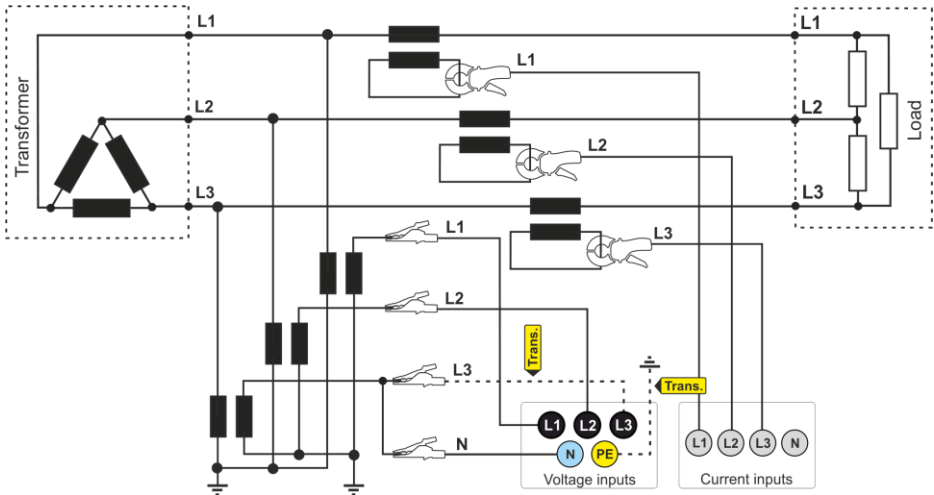 L1
L1
Transformer
L1
L2
L2
Load
L2
L3
L3
L1
L3
L2
Trans.
L3
Trans.
L1 L2 L3
L1 L2 L3 N
N
N PE
Voltage inputs
Current inputs